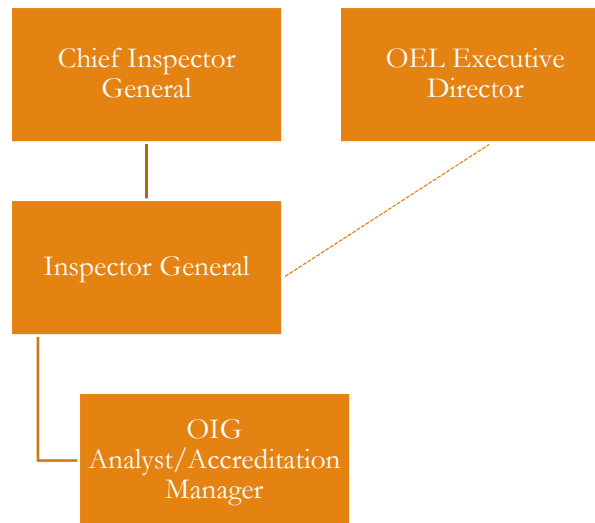 Chief Inspector
General
OEL Executive
Director
Inspector General
OIG
Analyst/Accreditation
Manager